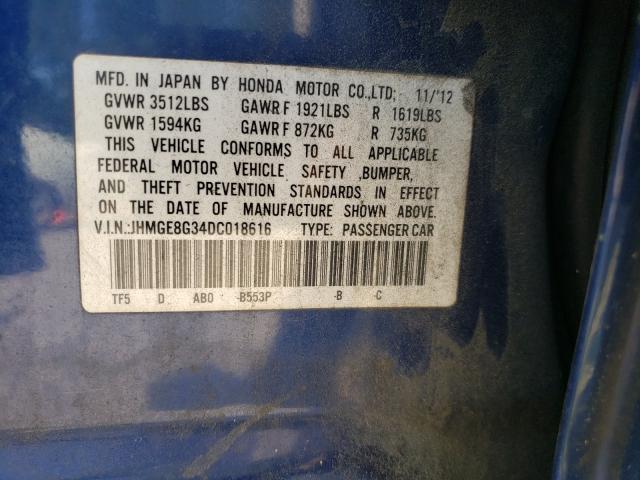 MFD. IN JAPAN BY HONDA MOTOR CO.,LTD; 11/'12
GVWR 3512LBS GAWR F 1921LBS R 1619LBS
GVWR 1594KG GAWR F 872KG R 735KG
THIS VEHICLE CONFORMS TO ALL APPLICABLE
FEDERAL MOTOR VEHICLE SAFETY ,BUMPER,
AND THEFT PREVENTION STANDARDS IN EFFECT
ON THE DATE OF MANUFACTURE SHOWN ABOVE.
V.I.N.:JHMGE8G34DC018616 TYPE: PASSENGER CAR
TF5 D AB0 -B553P -B -C